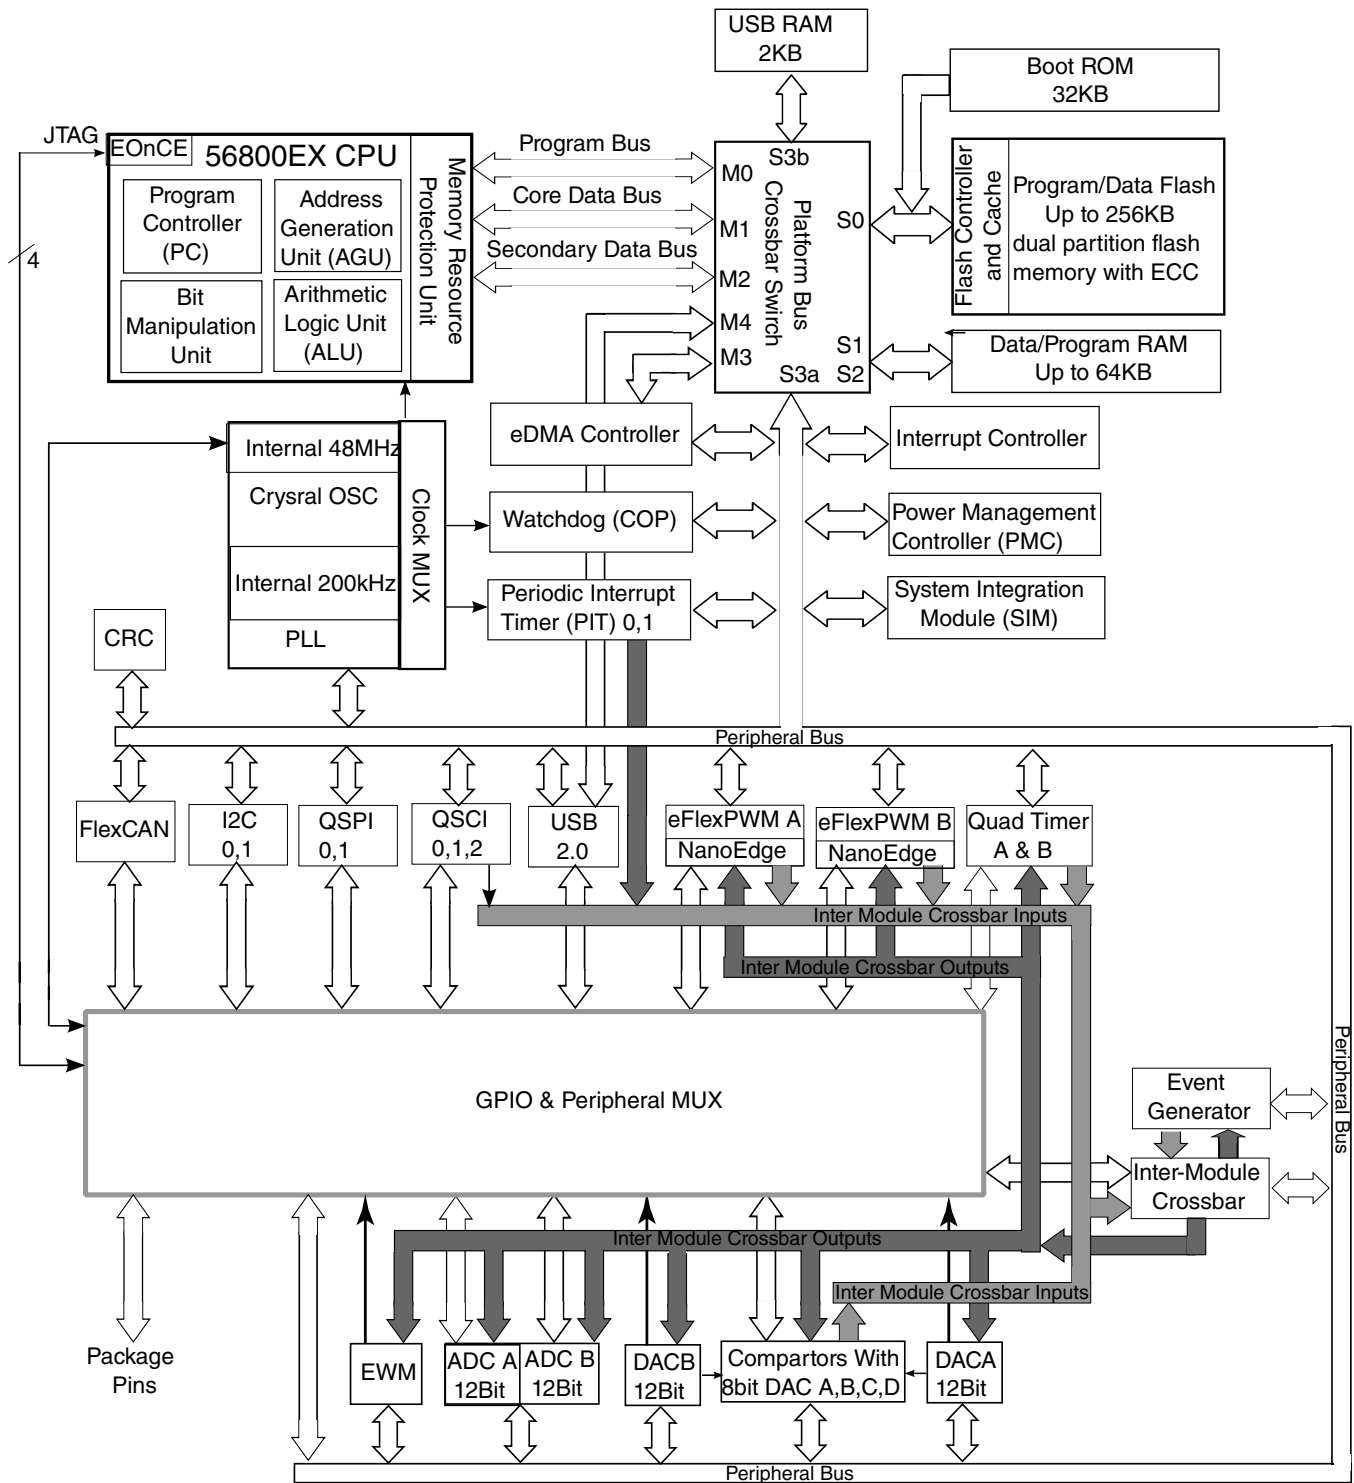 USB RAM
2KB
Boot ROM
32KB
JTAG
EOnCE
56800EX CPU
Program
Controller
(PC)
Address
Generation
Unit (AGU)
Bit
Manipulation
Unit
Arithmetic
Logic Unit
(ALU)
Memory Resource
Protection Unit
4
Program Bus
Core Data Bus
Secondary Data Bus
M0
M1
M2
M4
M3
S3b
Platform Bus
Crossbar Swirch
S0
S1
S2
S3a
Flash Controller
and Cache
Program/Data Flash
Up to 256KB
dual partition flash
memory with ECC
Data/Program RAM
Up to 64KB
Internal 48MHz
Crysral OSC
Internal 200kHz
PLL
Clock MUX
eDMA Controller
Watchdog (COP)
Periodic Interrupt
Timer (PIT) 0,1
Interrupt Controller
Power Management
Controller (PMC)
System Integration
Module (SIM)
CRC
Peripheral Bus
FlexCAN
I2C
0,1
QSPI
0,1
QSCI
0,1,2
USB
2.0
eFlexPWM A
NanoEdge
eFlexPWM B
NanoEdge
Quad Timer
A & B
Inter Module Crossbar Inputs
Inter Module Crossbar Outputs
GPIO & Peripheral MUX
Peripheral Bus
Event
Generator
Inter-Module
Crossbar
Inter Module Crossbar Outputs
Inter Module Crossbar Inputs
Package
Pins
EWM
ADC A
12Bit
ADC B
12Bit
DACB
12Bit
Compartors With
8bit DAC A,B,C,D
DACA
12Bit
Peripheral Bus